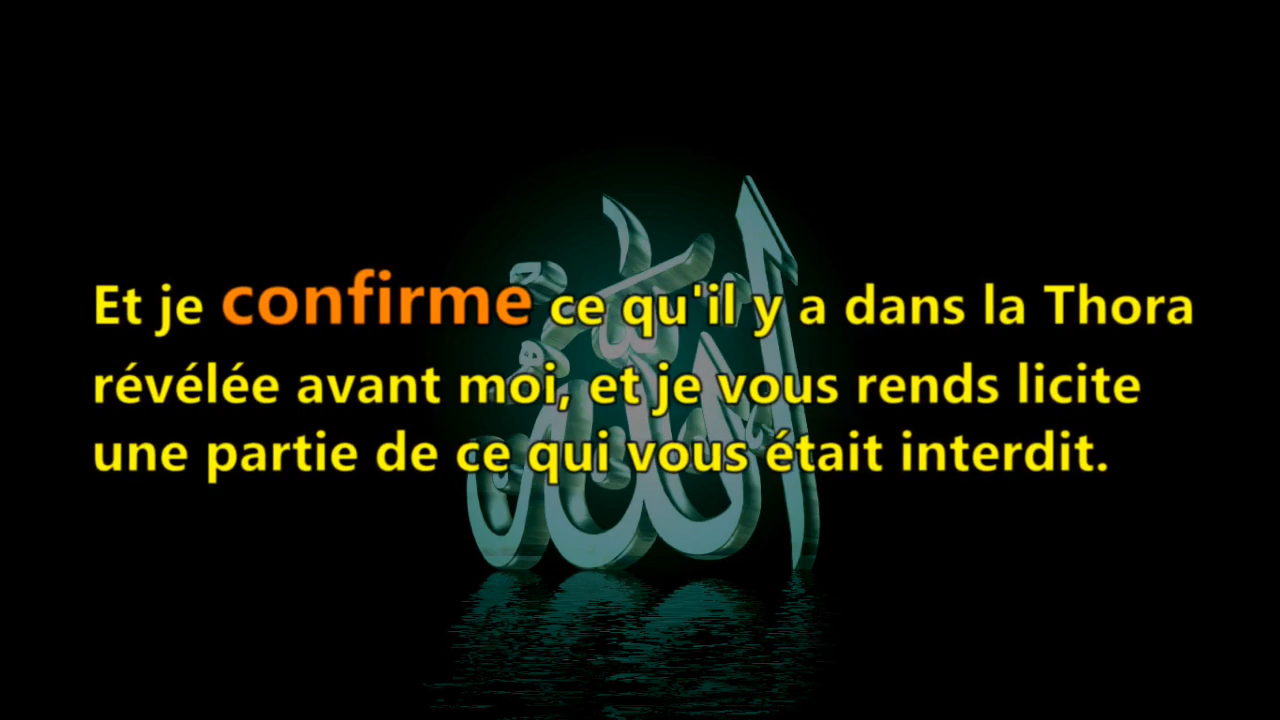 Et je confirme ce qu'il y a dans la Thora
révélée avant moi, et je vous rends licite
une partie de ce qui vous était interdit.
الله